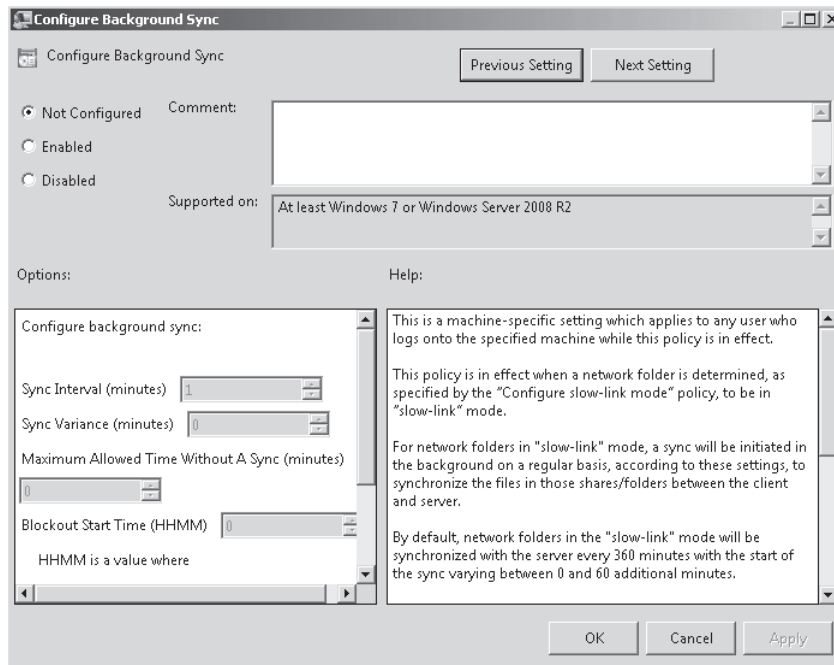 Configure Background Sync
Configure Background Sync
Previous Setting
Next Setting
Not Configured
Comment:
Enabled
Disabled
Supported on:
At least Windows 7 or Windows Server 2008 R2
Options:
Help:
Configure background sync:
Sync Interval (minutes)
1
Sync Variance (minutes)
0
Maximum Allowed Time Without A Sync (minutes)
0
Blockout Start Time (HHMM)
0
HHMM is a value where
This is a machine-specific setting which applies to any user who
logs onto the specified machine while this policy is in effect.
This policy is in effect when a network folder is determined, as
specified by the "Configure slow-link mode" policy, to be in
"slow-link" mode.
For network folders in "slow-link" mode, a sync will be initiated in
the background on a regular basis, according to these settings, to
synchronize the files in those shares/folders between the client
and server.
By default, network folders in the "slow-link" mode will be
synchronized with the server every 360 minutes with the start of
the sync varying between 0 and 60 additional minutes.
OK
Cancel
Apply